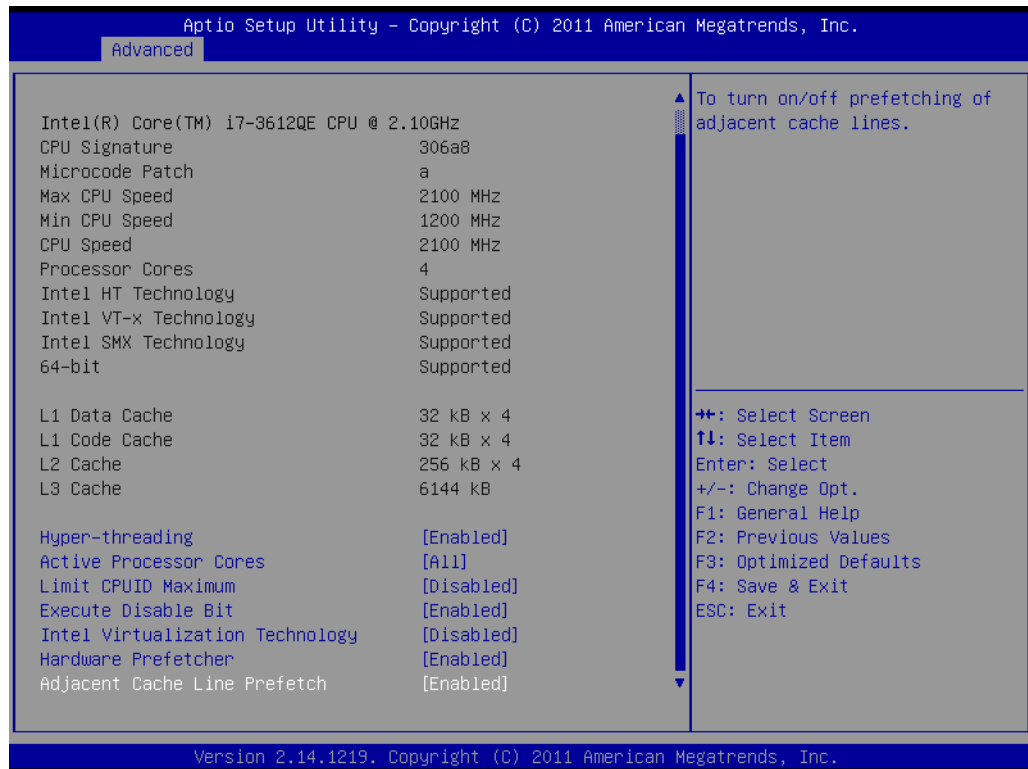 Aptio Setup Utility – Copyright (C) 2011 American Megatrends, Inc.
Advanced
Intel(R) Core(TM) i7-3612QE CPU @ 2.10GHz
CPU Signature 306a8
Microcode Patch a
Max CPU Speed 2100 MHz
Min CPU Speed 1200 MHz
CPU Speed 2100 MHz
Processor Cores 4
Intel HT Technology Supported
Intel VT-x Technology Supported
Intel SMX Technology Supported
64-bit Supported
L1 Data Cache 32 kB x 4
L1 Code Cache 32 kB x 4
L2 Cache 256 kB x 4
L3 Cache 6144 kB
Hyper-threading [Enabled]
Active Processor Cores [All]
Limit CPUID Maximum [Disabled]
Execute Disable Bit [Enabled]
Intel Virtualization Technology [Disabled]
Hardware Prefetcher [Enabled]
Adjacent Cache Line Prefetch [Enabled]
To turn on/off prefetching of
adjacent cache lines.
→←: Select Screen
↑↓: Select Item
Enter: Select
+/-: Change Opt.
F1: General Help
F2: Previous Values
F3: Optimized Defaults
F4: Save & Exit
ESC: Exit
Version 2.14.1219. Copyright (C) 2011 American Megatrends, Inc.